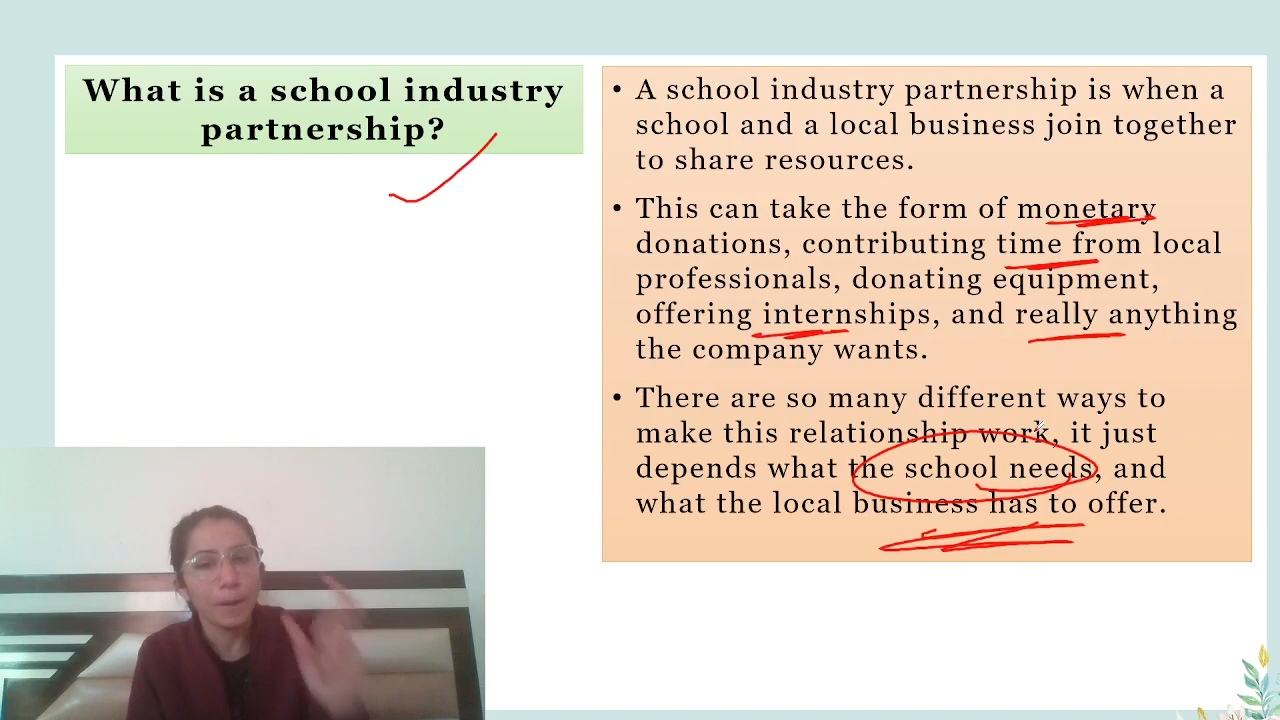 What is a school industry
partnership?
• A school industry partnership is when a
school and a local business join together
to share resources.
• This can take the form of monetary
donations, contributing time from local
professionals, donating equipment,
offering internships, and really anything
the company wants.
• There are so many different ways to
make this relationship work, it just
depends what the school needs, and
what the local business has to offer.